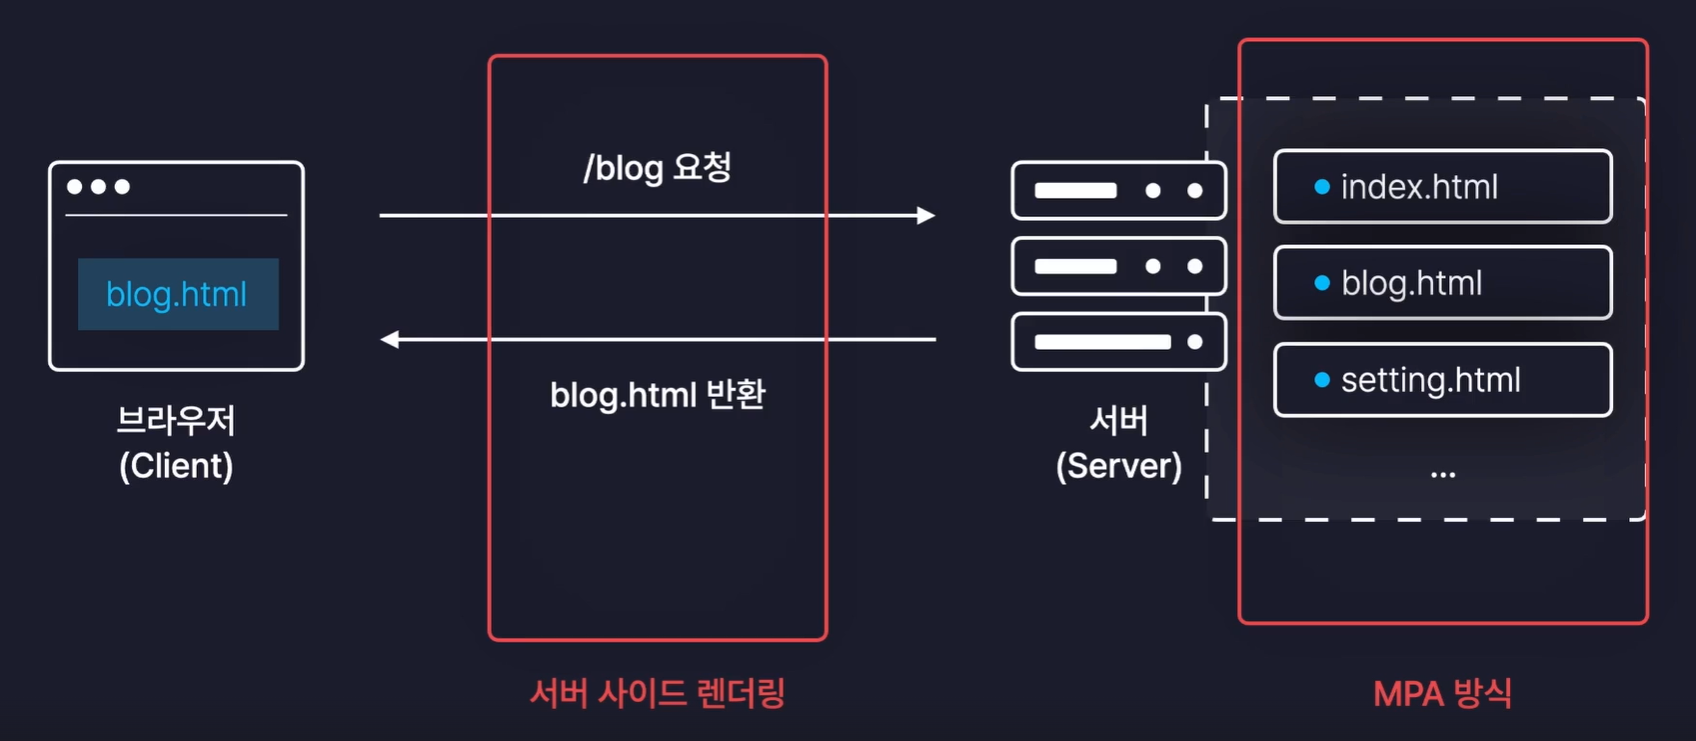 /blog 요청
blog.html
blog.html 반환
브라우저
(Client)
서버
(Server)
index.html
blog.html
setting.html
...
서버 사이드 렌더링
MPA 방식